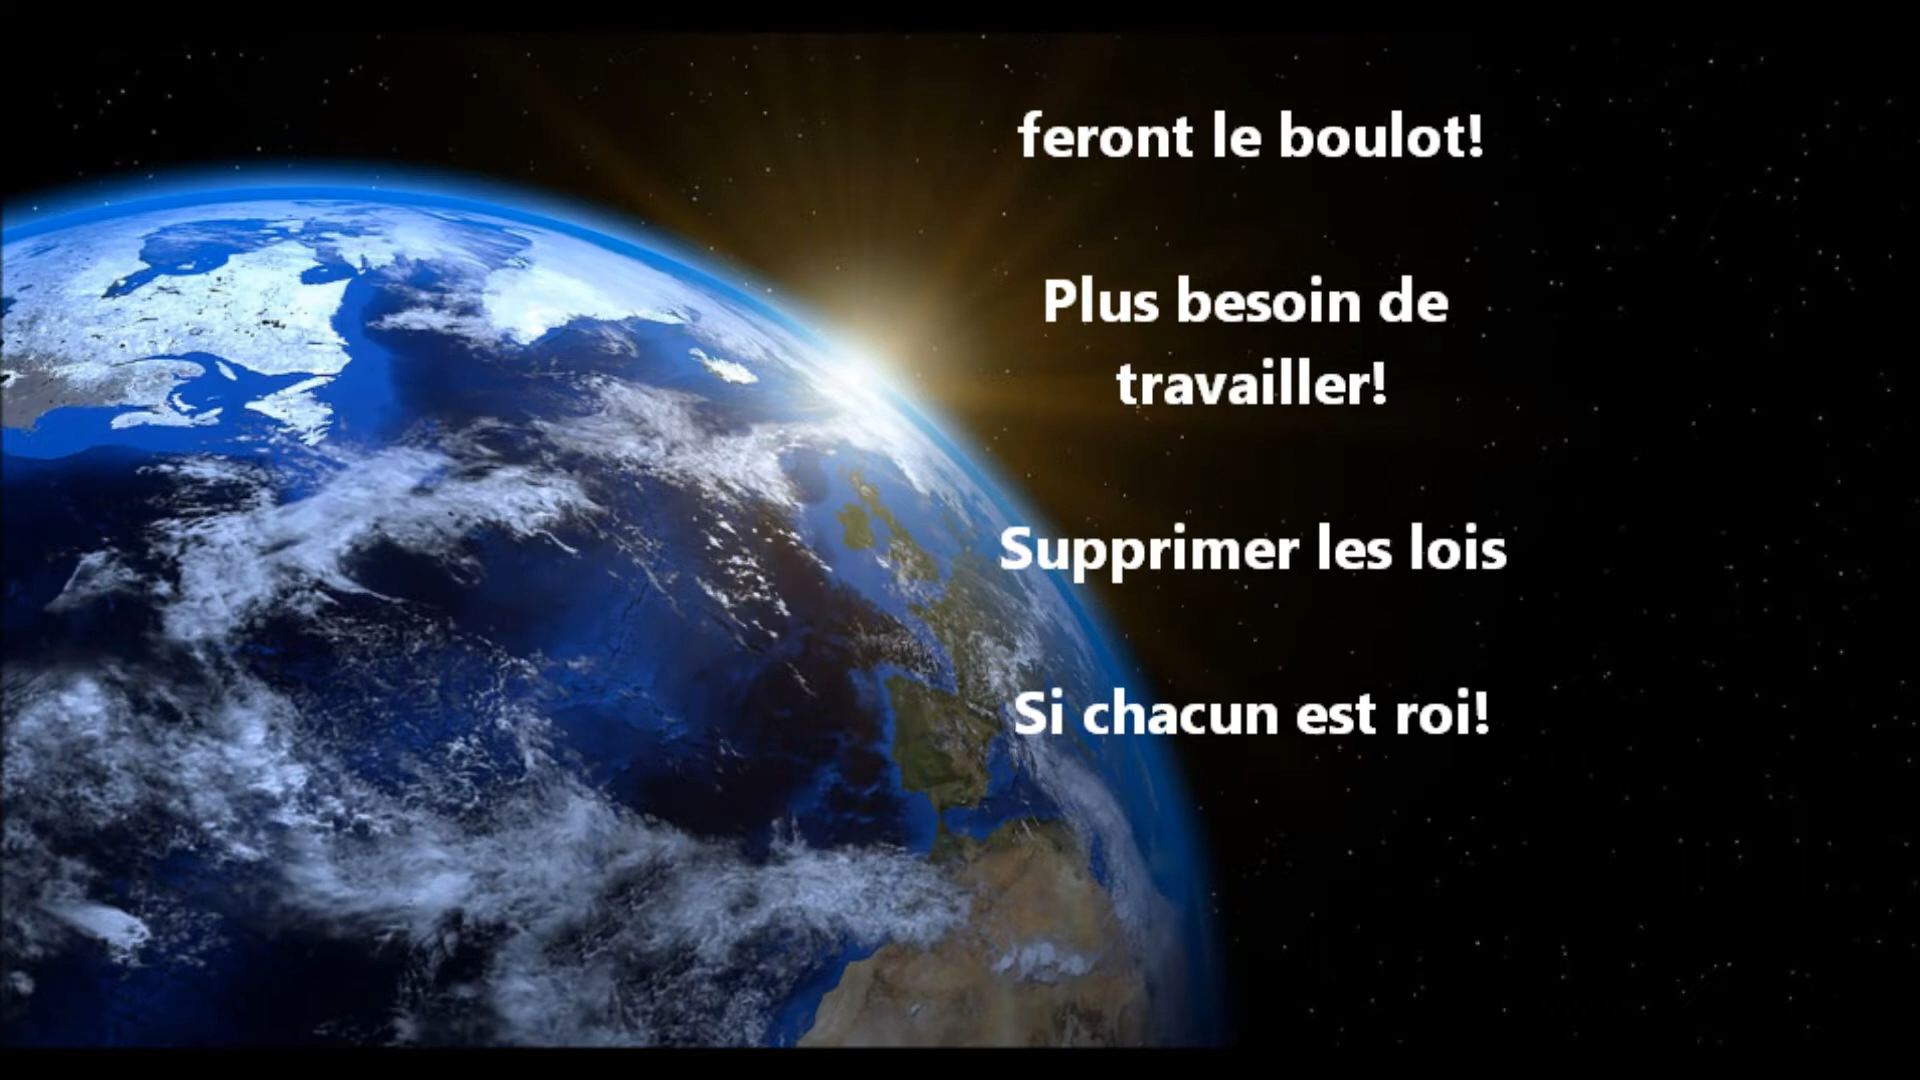 feront le boulot!
Plus besoin de
travailler!
Supprimer les lois
Si chacun est roi!